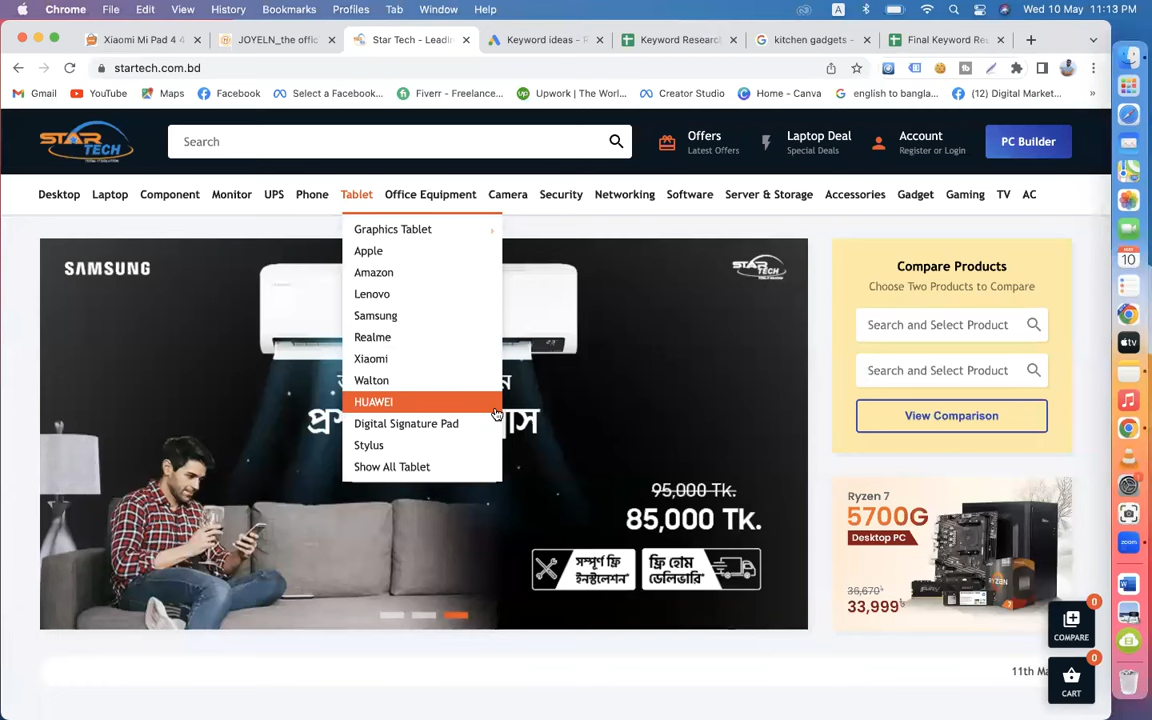 Chrome File Edit View History Bookmarks Profiles Tab Window Help A Wed 10 May 11:13 PM
Xiaomi Mi Pad 4 4 JOYELN_the offic Star Tech - Leadin Keyword ideas - P Keyword Research kitchen gadgets - Final Keyword Re
startech.com.bd
Gmail YouTube Maps Facebook Select a Facebook... Fiverr - Freelance... Upwork | The Worl... Creator Studio Home - Canva english to bangla... (12) Digital Market... »
STAR TECH
Search
Offers
Latest Offers
Laptop Deal
Special Deals
Account
Register or Login
PC Builder
Desktop Laptop Component Monitor UPS Phone Tablet Office Equipment Camera Security Networking Software Server & Storage Accessories Gadget Gaming TV AC
Graphics Tablet
Apple
Amazon
Lenovo
Samsung
Realme
Xiaomi
Walton
HUAWEI
Digital Signature Pad
Stylus
Show All Tablet
SAMSUNG
STAR TECH
95,000 Tk.
85,000 Tk.
সম্পূর্ণ ফ্রি
ইনস্টলেশন*
ফ্রি হোম
ডেলিভারি*
Compare Products
Choose Two Products to Compare
Search and Select Product
Search and Select Product
View Comparison
Ryzen 7
5700G
Desktop PC
36,670৳
33,999৳
RYZEN
0
COMPARE
0
CART
11th Ma